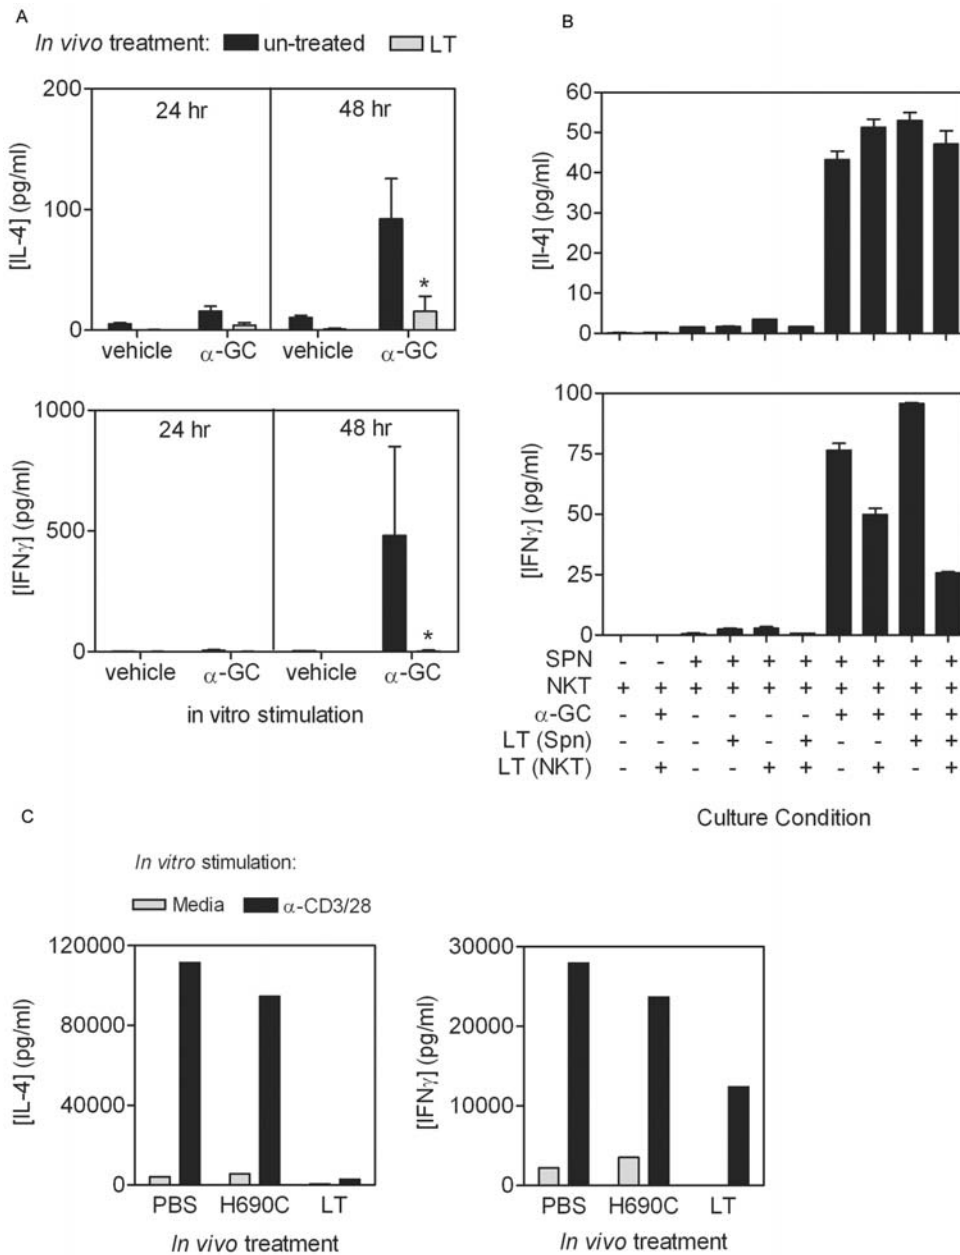 A
In vivo treatment: un-treated LT
200
100
0
[IL-4] (pg/ml)
24 hr
48 hr
*
vehicle α-GC vehicle α-GC
1000
500
0
[IFNγ] (pg/ml)
24 hr
48 hr
*
vehicle α-GC vehicle α-GC
in vitro stimulation
B
60
50
40
30
20
10
0
[Il-4] (pg/ml)
100
75
50
25
0
[IFNγ] (pg/ml)
SPN - - + + + + + + + +
NKT + + + + + + + + + +
α-GC - + - - - - + + + +
LT (Spn) - - - + - + - - + +
LT (NKT) - + - - + + - + - +
Culture Condition
C
In vitro stimulation:
Media α-CD3/28
120000
80000
40000
0
[IL-4] (pg/ml)
PBS H690C LT
In vivo treatment
30000
20000
10000
0
[IFNγ] (pg/ml)
PBS H690C LT
In vivo treatment